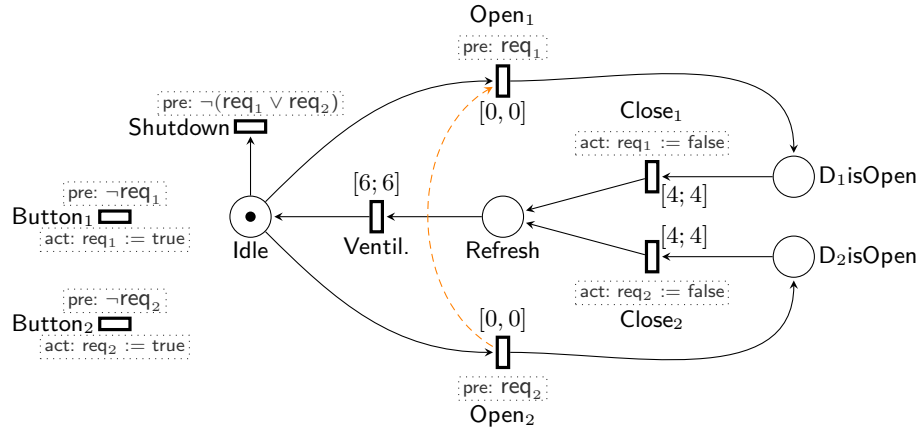 Open₁
pre: req₁
[0, 0]
pre: ¬(req₁ ∨ req₂)
Shutdown
Close₁
act: req₁ := false
[4; 4]
D₁isOpen
[6; 6]
pre: ¬req₁
Button₁
act: req₁ := true
Idle
Ventil.
Refresh
[4; 4]
D₂isOpen
act: req₂ := false
Close₂
pre: ¬req₂
Button₂
act: req₂ := true
[0, 0]
pre: req₂
Open₂